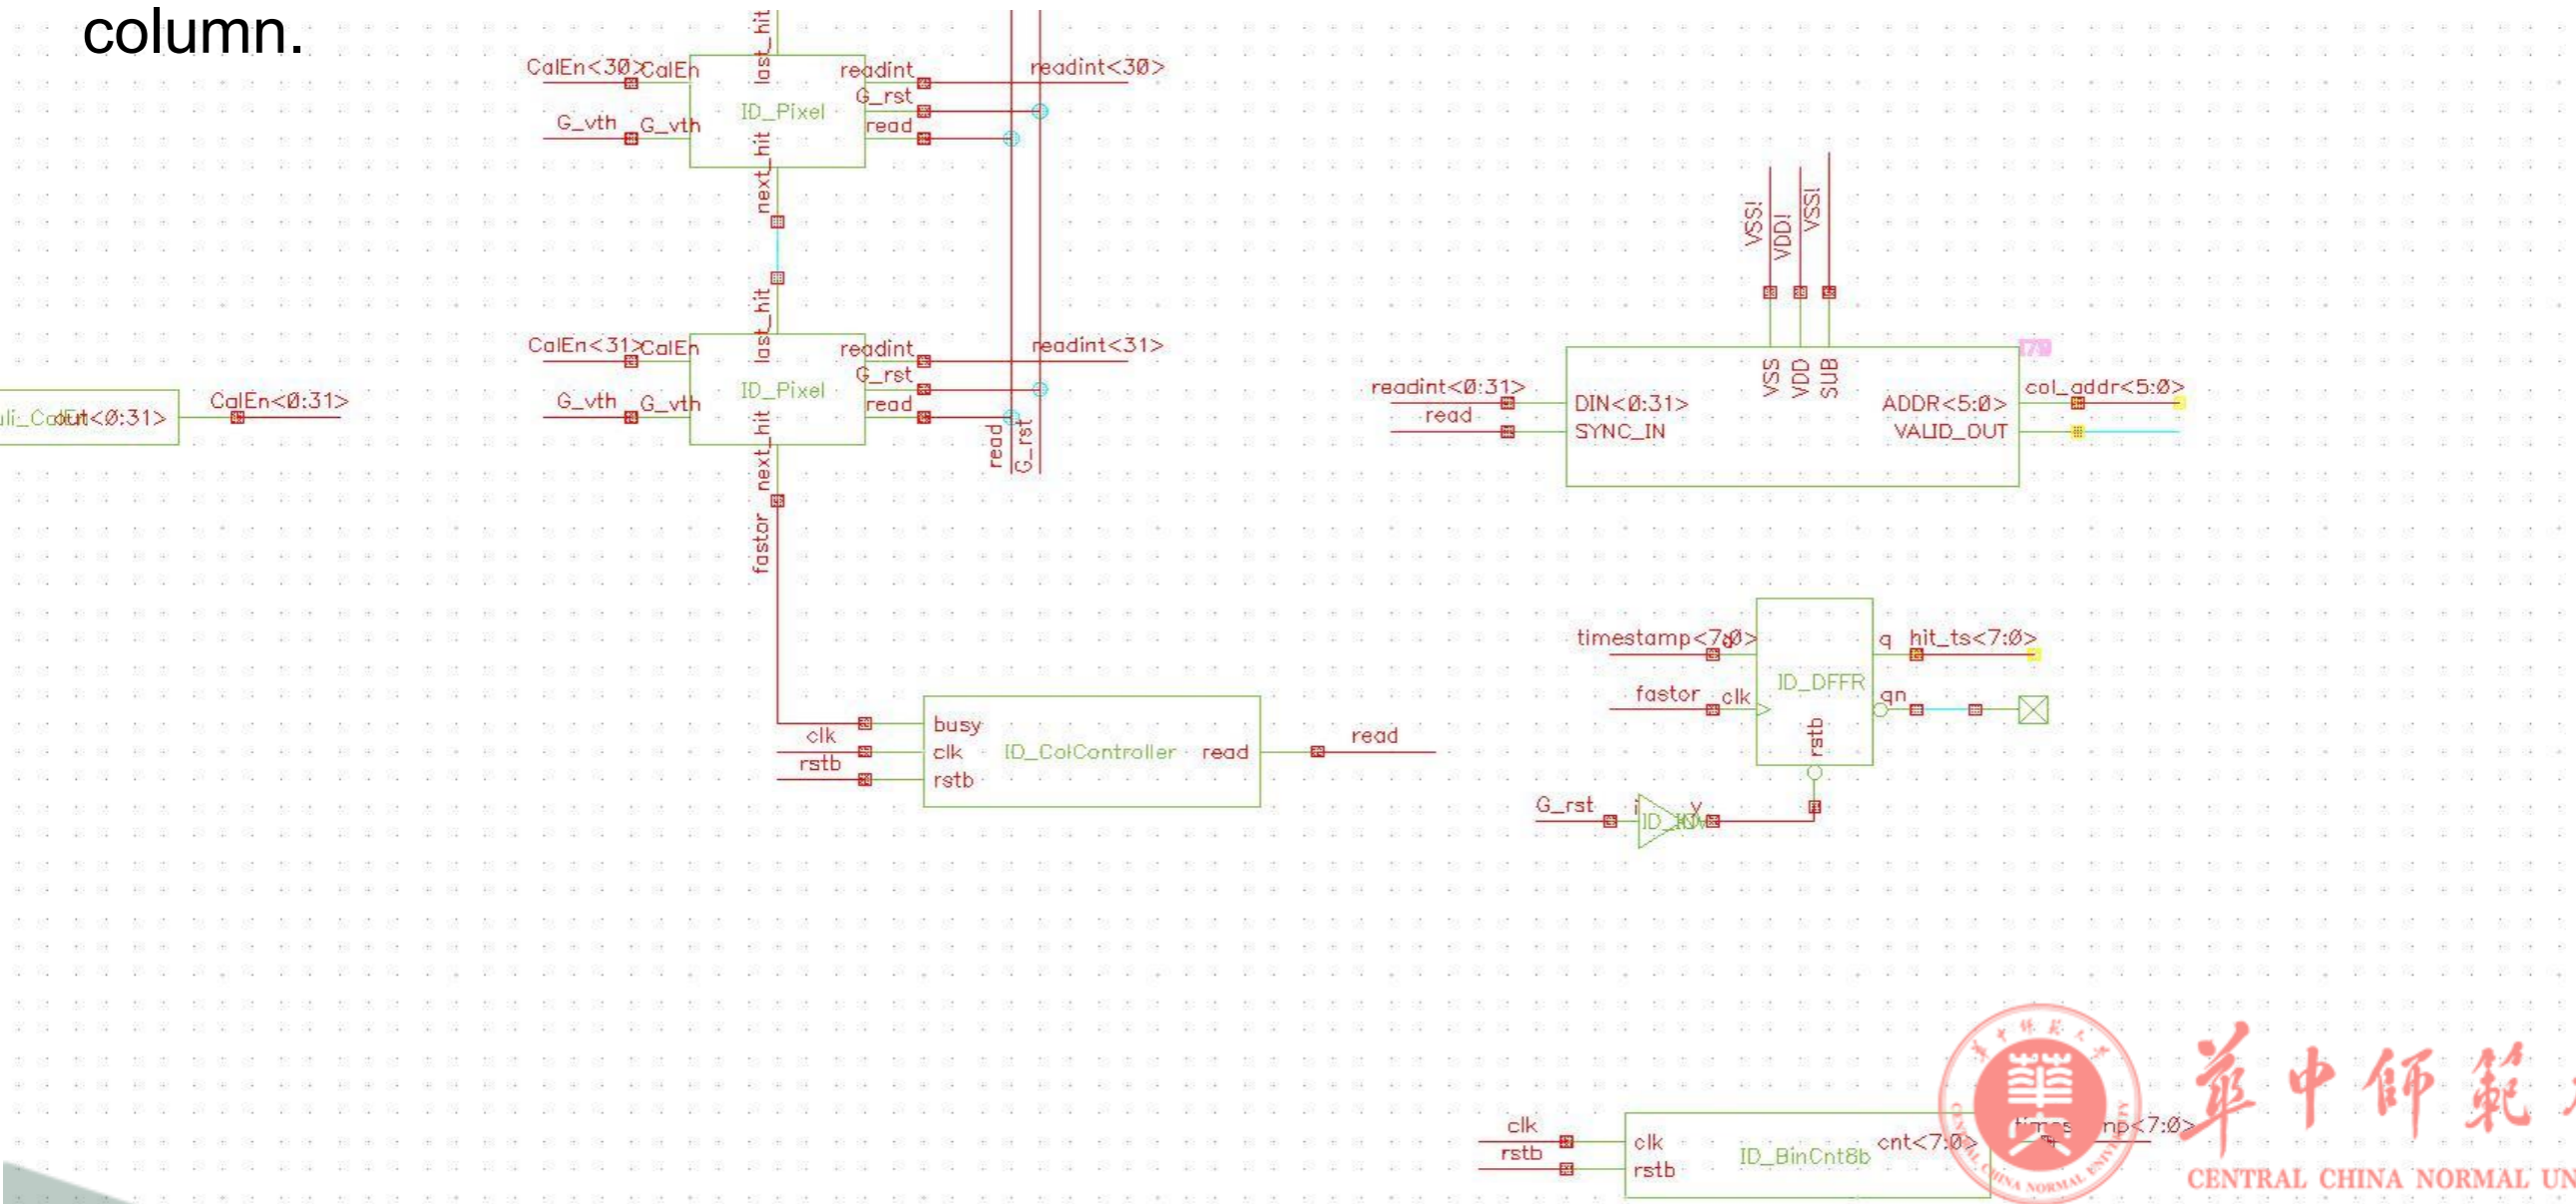 column.
last_hit
CalEn<30>
CalEn
readint
readint<30>
G_rst
ID_Pixel
G_vth
G_vth
read
next_hit
last_hit
CalEn<31>
CalEn
readint
readint<31>
G_rst
ID_Pixel
G_vth
G_vth
read
next_hit
read
G_rst
out<0:31>
CalEn<0:31>
fastor
busy
clk
clk
ID_ColController
read
read
rstb
rstb
VSS!
VDD!
VSS!
VSS
VDD
SUB
readint<0:31>
DIN<0:31>
ADDR<5:0>
col_addr<5:0>
read
SYNC_IN
VALID_OUT
timestamp<7:0>
q
hit_ts<7:0>
ID_DFFR
fastor
clk
qn
rstb
G_rst
i
y
clk
clk
cnt<7:0>
rstb
rstb
ID_BinCnt8b
華中師範
CENTRAL CHINA NORMAL